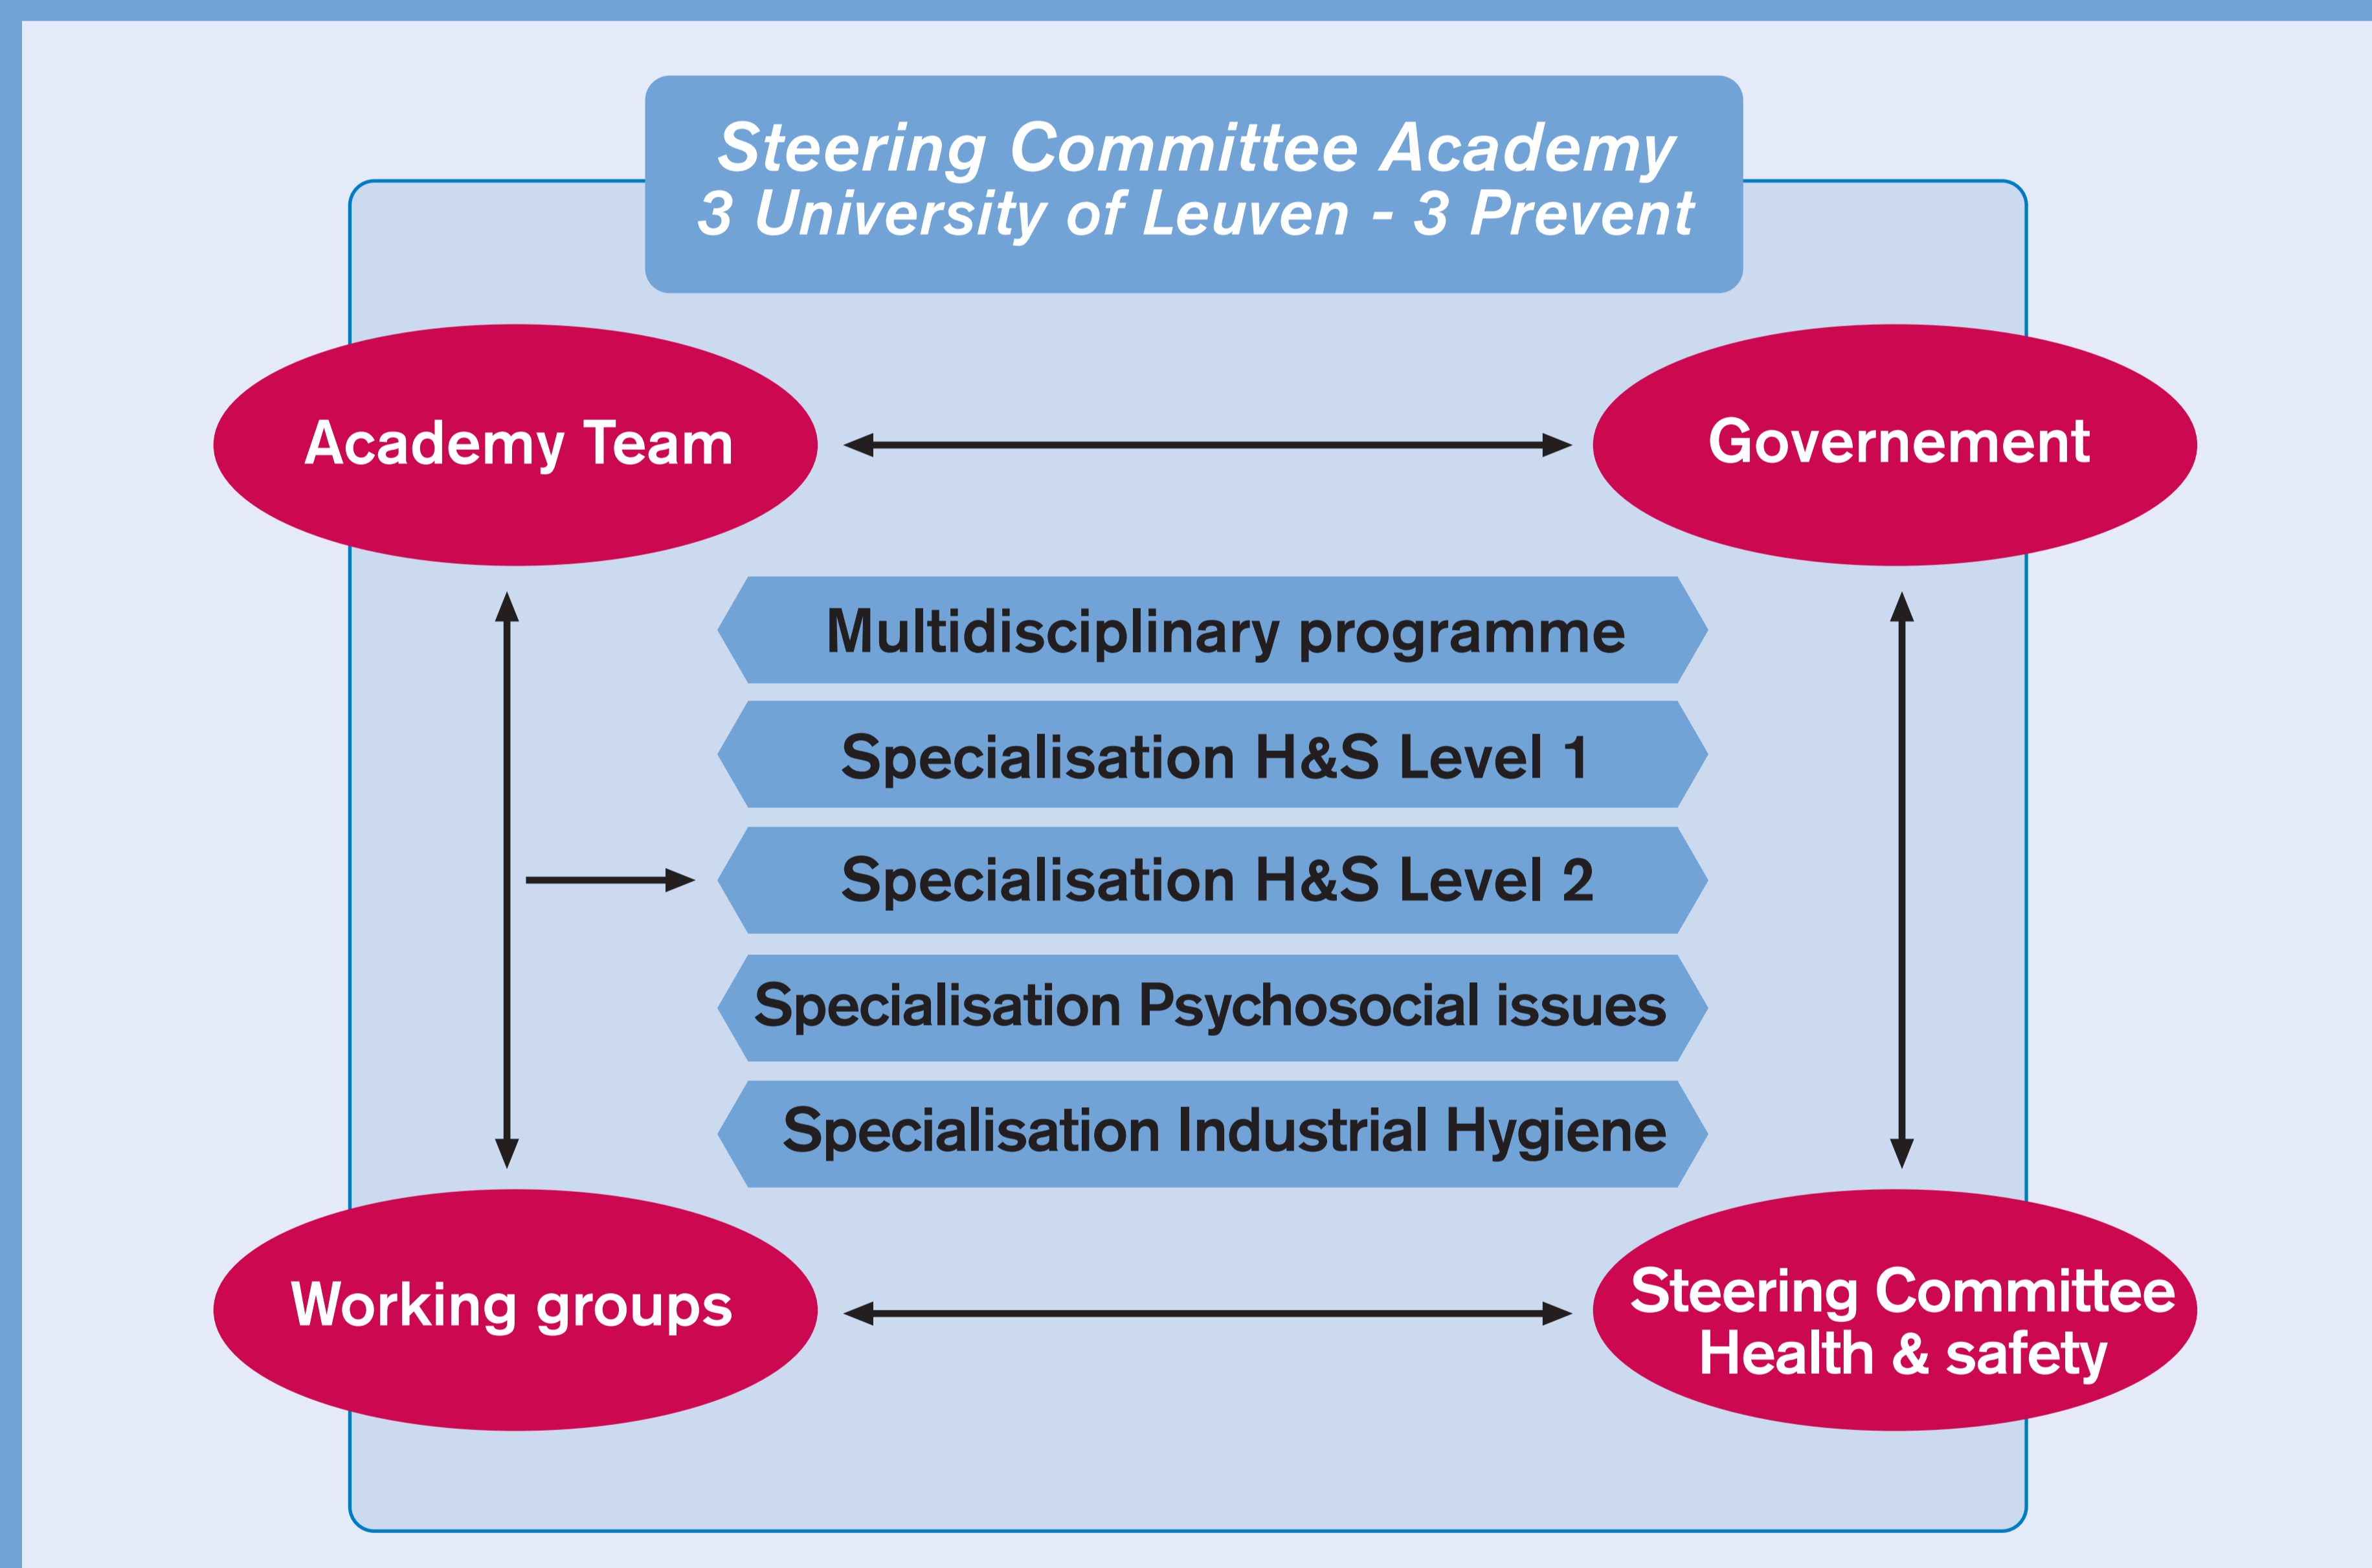 Steering Committee Academy
3 University of Leuven - 3 Prevent
Academy Team
Governement
Multidisciplinary programme
Specialisation H&S Level 1
Specialisation H&S Level 2
Specialisation Psychosocial issues
Specialisation Industrial Hygiene
Working groups
Steering Committee
Health & safety